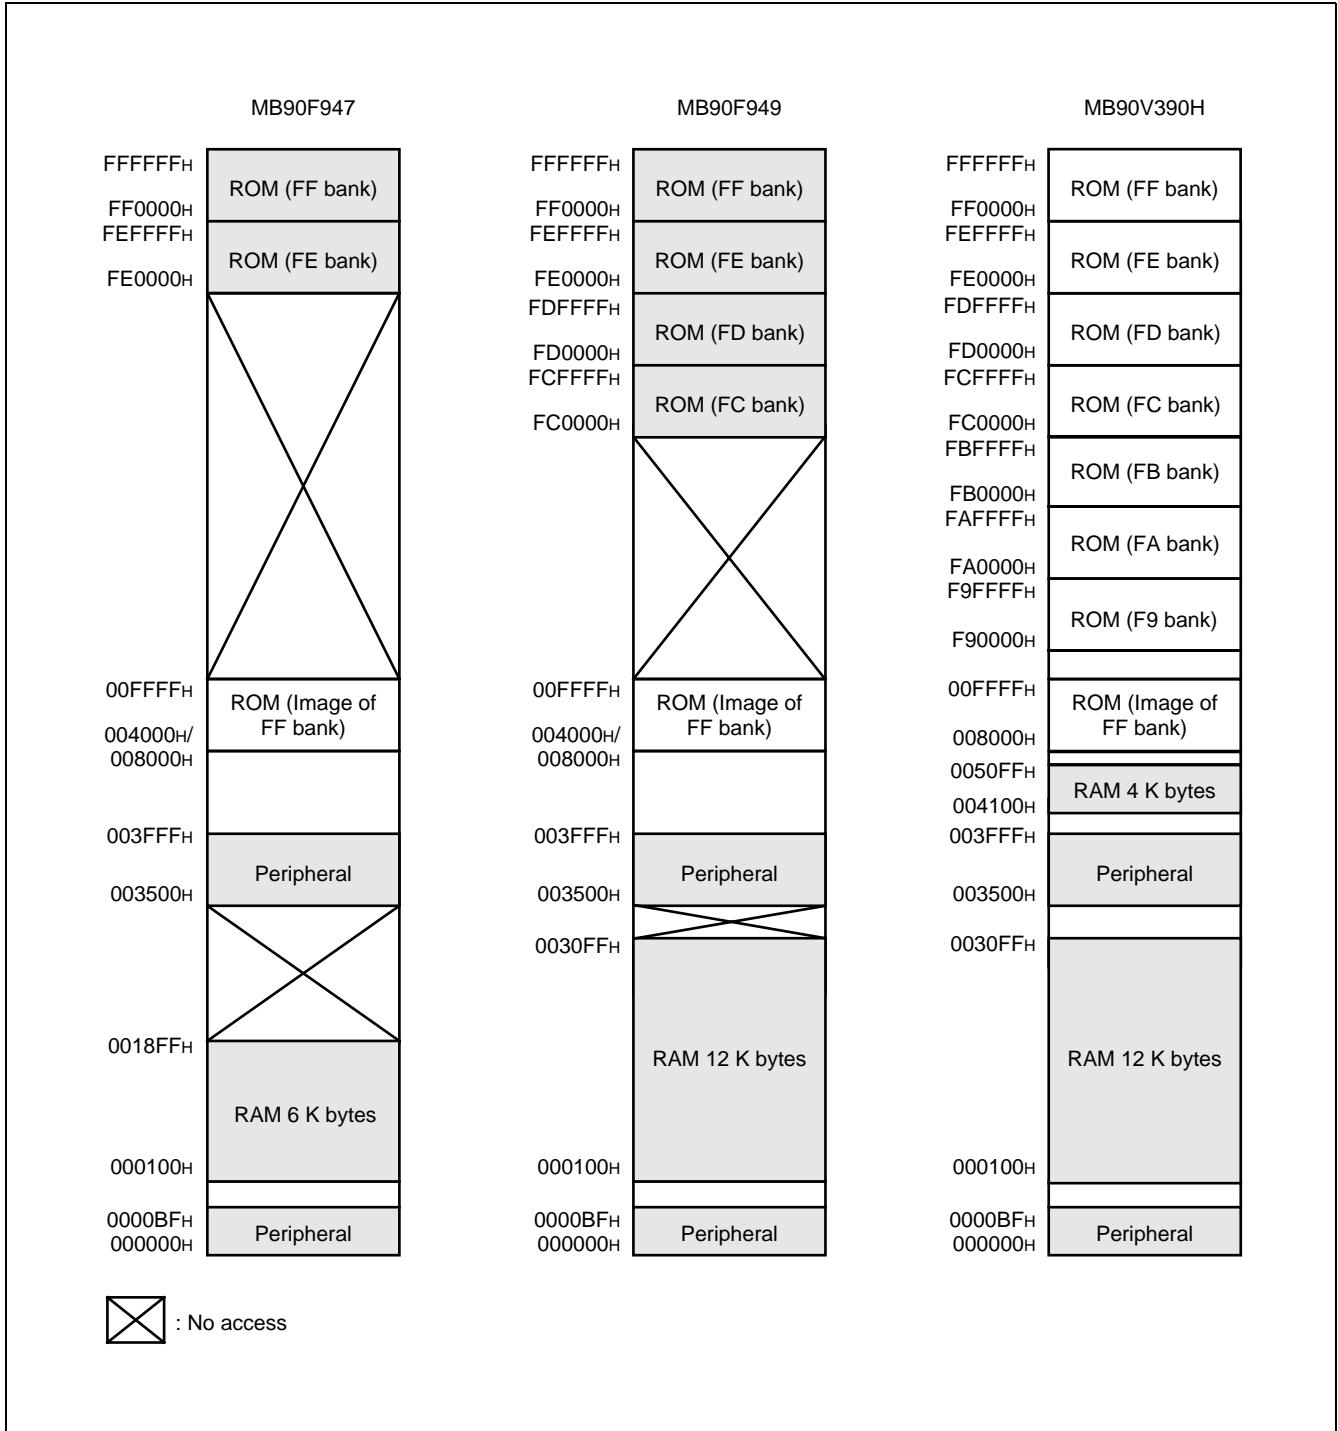 MB90F947
FFFFFFH
ROM (FF bank)
FF0000H
FEFFFFH
ROM (FE bank)
FE0000H
00FFFFH
ROM (Image of
FF bank)
004000H/
008000H
003FFFH
Peripheral
003500H
0018FFH
RAM 6 K bytes
000100H
0000BFH
Peripheral
000000H
MB90F949
FFFFFFH
ROM (FF bank)
FF0000H
FEFFFFH
ROM (FE bank)
FE0000H
FDFFFFH
ROM (FD bank)
FD0000H
FCFFFFH
ROM (FC bank)
FC0000H
00FFFFH
ROM (Image of
FF bank)
004000H/
008000H
003FFFH
Peripheral
003500H
0030FFH
RAM 12 K bytes
000100H
0000BFH
Peripheral
000000H
MB90V390H
FFFFFFH
ROM (FF bank)
FF0000H
FEFFFFH
ROM (FE bank)
FE0000H
FDFFFFH
ROM (FD bank)
FD0000H
FCFFFFH
ROM (FC bank)
FC0000H
FBFFFFH
ROM (FB bank)
FB0000H
FAFFFFH
ROM (FA bank)
FA0000H
F9FFFFH
ROM (F9 bank)
F90000H
00FFFFH
ROM (Image of
FF bank)
008000H
0050FFH
RAM 4 K bytes
004100H
003FFFH
Peripheral
003500H
0030FFH
RAM 12 K bytes
000100H
0000BFH
Peripheral
000000H
: No access